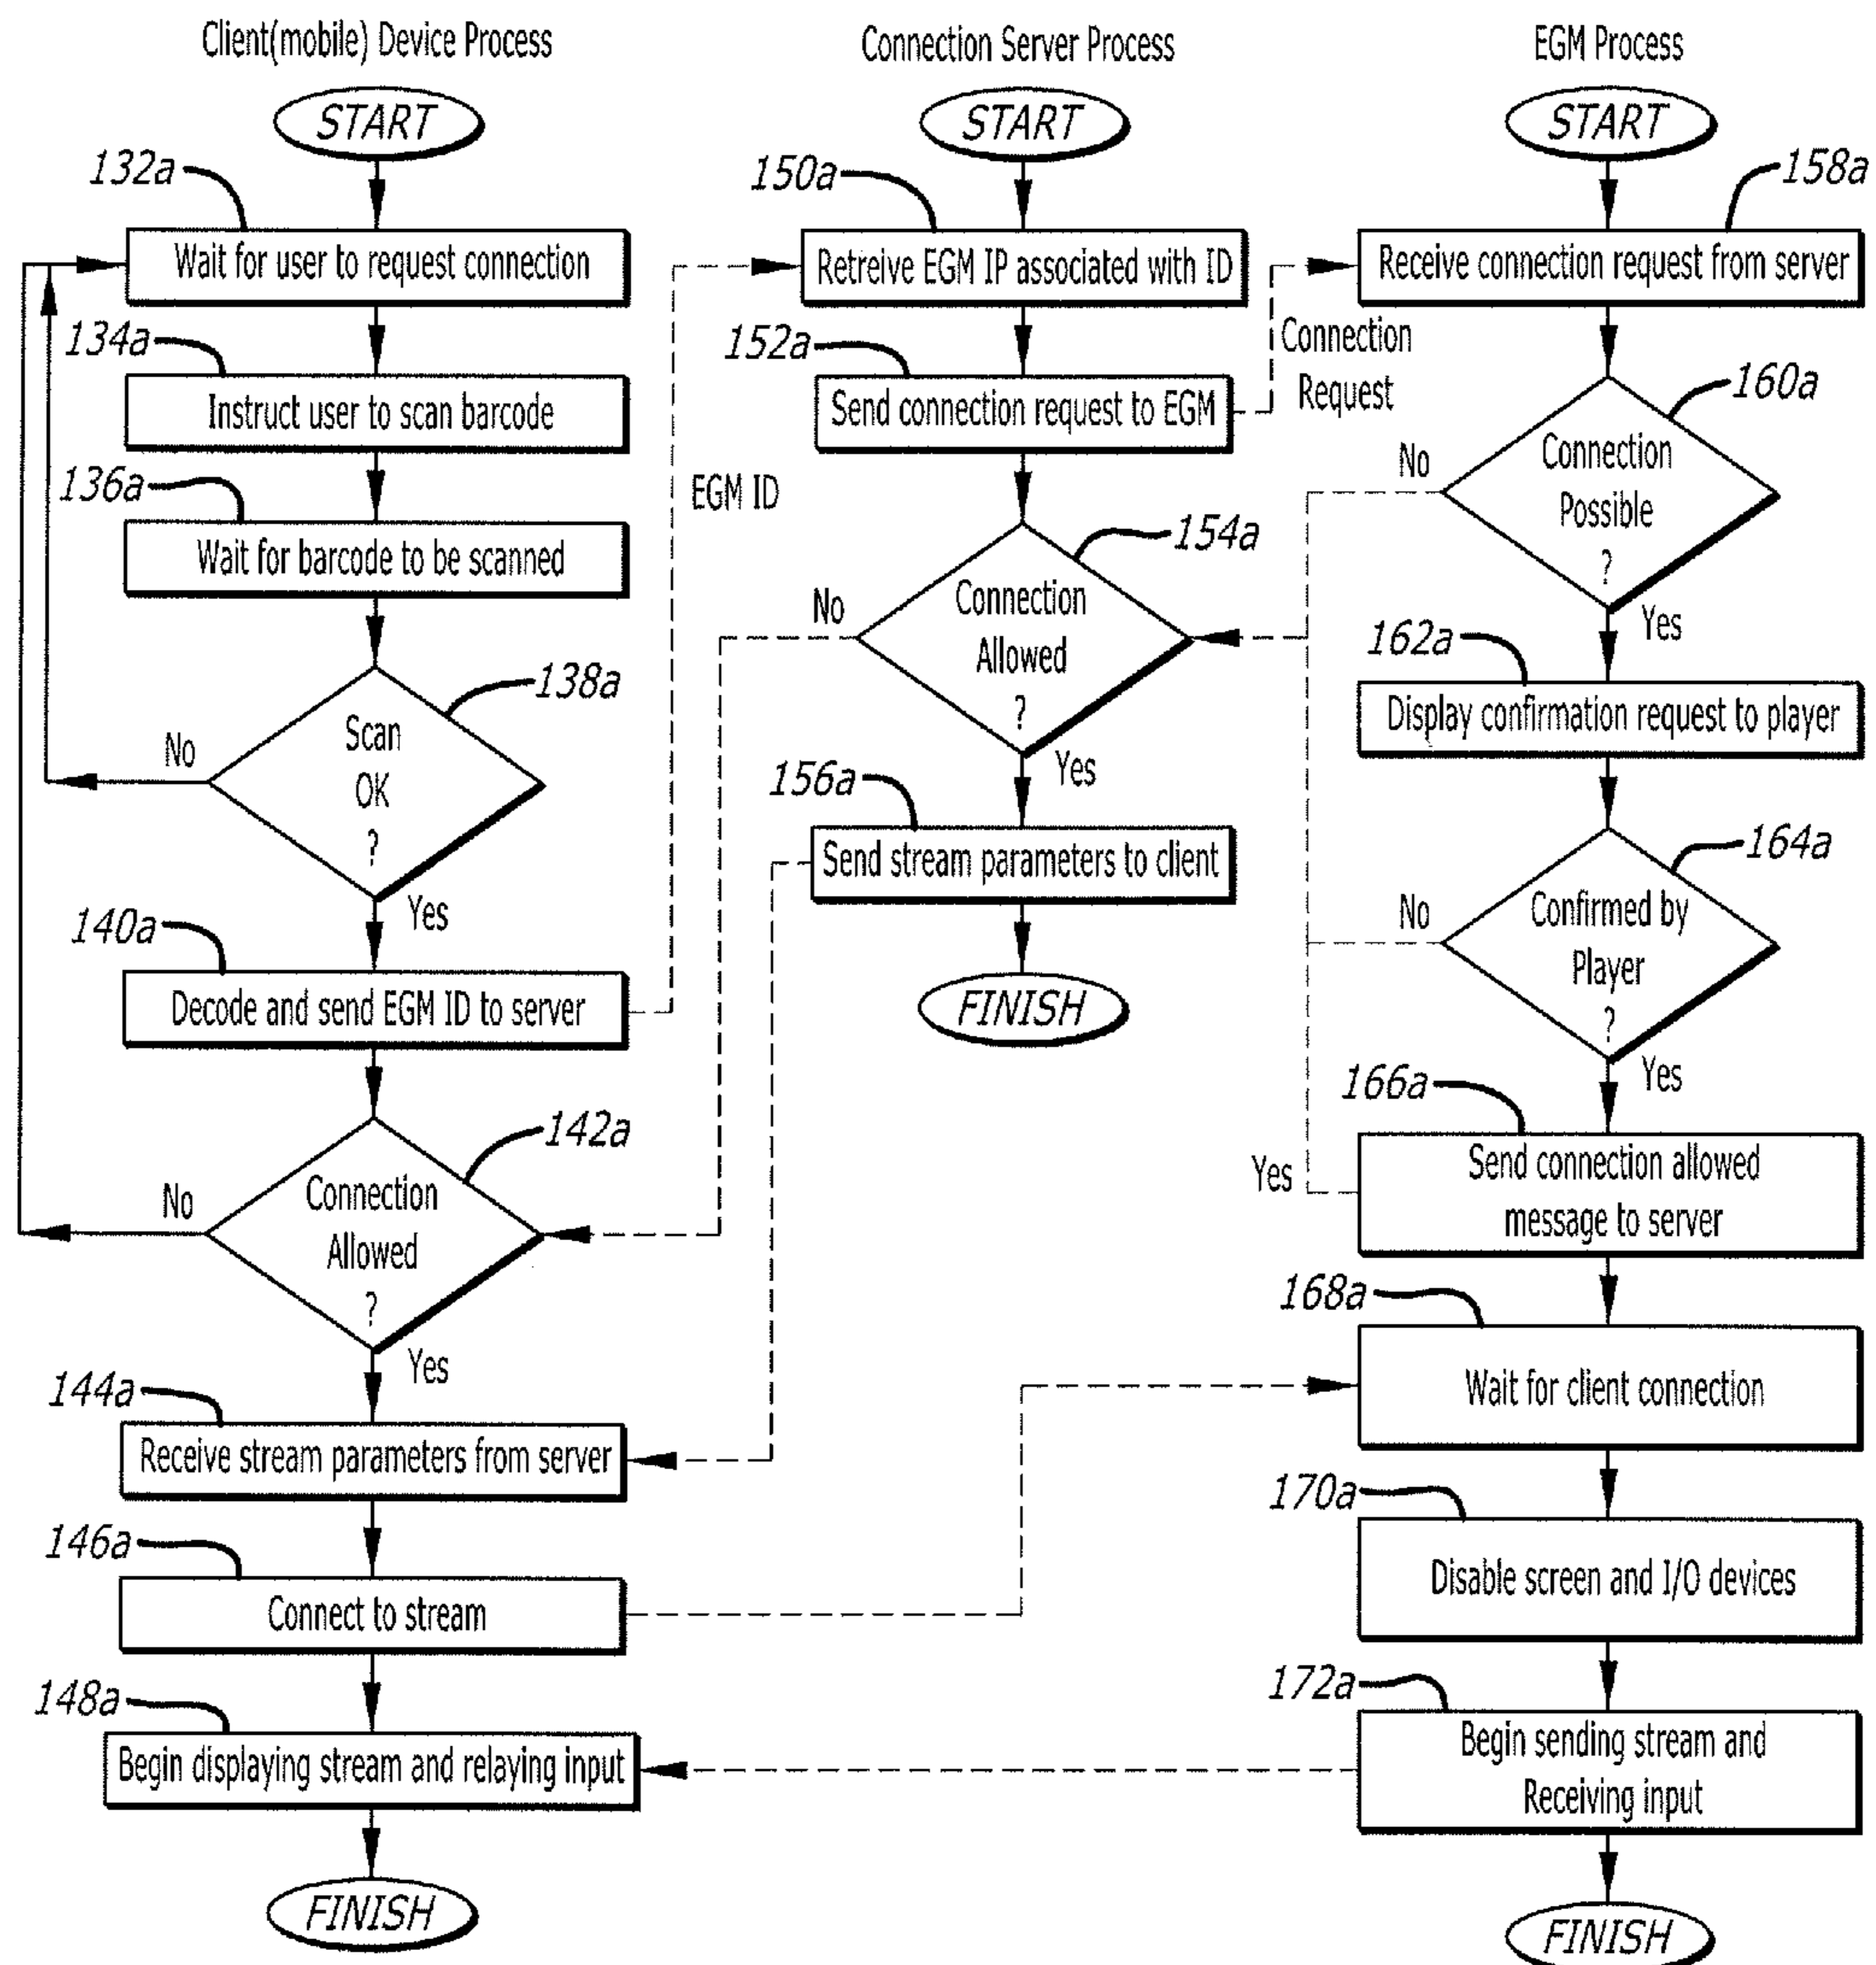 Client(mobile) Device Process
START
132a
Wait for user to request connection
134a
Instruct user to scan barcode
136a
Wait for barcode to be scanned
138a
Scan
OK
?
No
Yes
140a
Decode and send EGM ID to server
EGM ID
142a
Connection
Allowed
?
No
Yes
144a
Receive stream parameters from server
146a
Connect to stream
148a
Begin displaying stream and relaying input
FINISH
Connection Server Process
START
150a
Retreive EGM IP associated with ID
152a
Send connection request to EGM
Connection
Request
154a
Connection
Allowed
?
No
Yes
156a
Send stream parameters to client
FINISH
EGM Process
START
158a
Receive connection request from server
160a
Connection
Possible
?
No
Yes
162a
Display confirmation request to player
164a
Confirmed by
Player
?
No
Yes
166a
Send connection allowed
message to server
Yes
168a
Wait for client connection
170a
Disable screen and I/O devices
172a
Begin sending stream and
Receiving input
FINISH